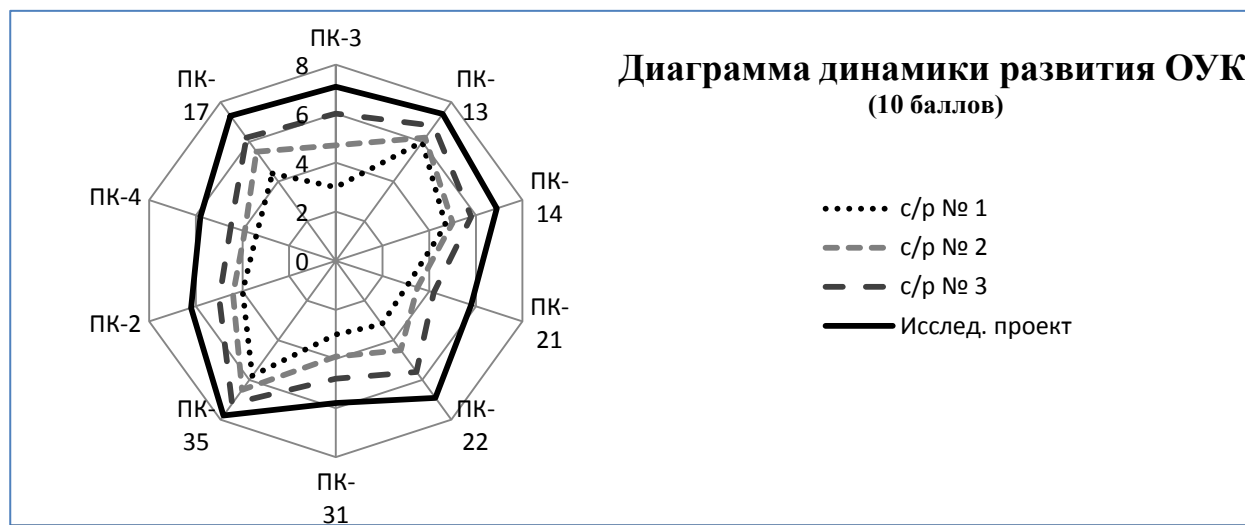 Диаграмма динамики развития ОУК
(10 баллов)
ПК-3
ПК-
13
ПК-
14
ПК-
21
ПК-
22
ПК-
31
ПК-
35
ПК-2
ПК-4
ПК-
17
8
6
4
2
0
с/р № 1
с/р № 2
с/р № 3
Исслед. проект